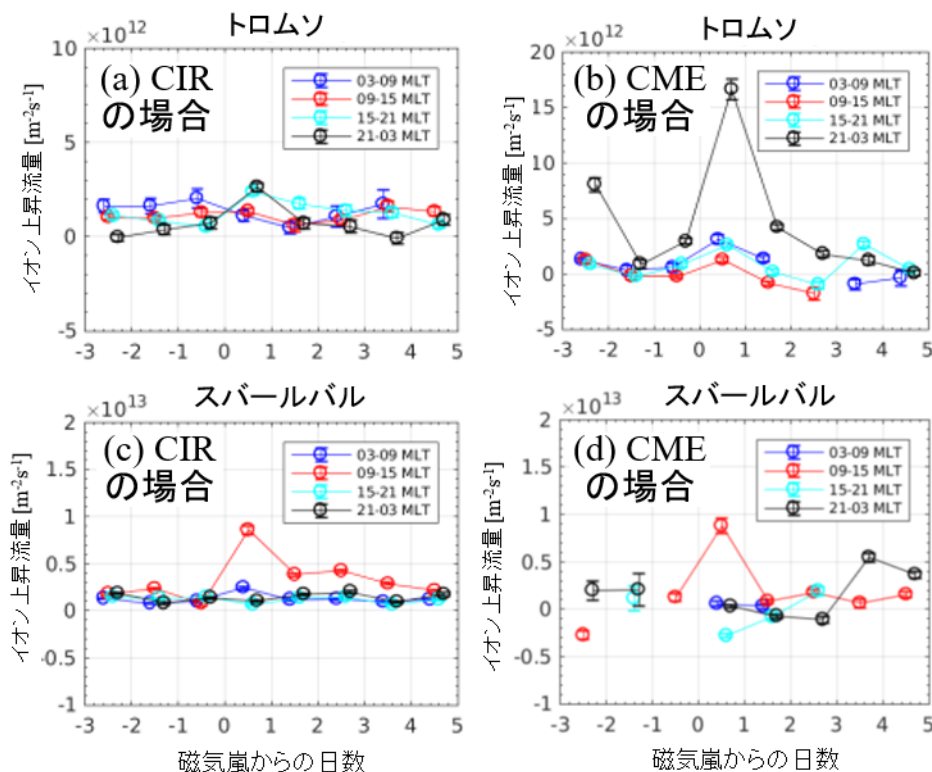 トロムソ
×10^12
(a) CIR
の場合
03-09 MLT
09-15 MLT
15-21 MLT
21-03 MLT
イオン上昇流量 [m-2s-1]
10
5
0
-5
-3 -2 -1 0 1 2 3 4 5
トロムソ
×10^12
(b) CME
の場合
03-09 MLT
09-15 MLT
15-21 MLT
21-03 MLT
イオン上昇流量 [m-2s-1]
20
15
10
5
0
-5
-3 -2 -1 0 1 2 3 4 5
スバールバル
×10^13
(c) CIR
の場合
03-09 MLT
09-15 MLT
15-21 MLT
21-03 MLT
イオン上昇流量 [m-2s-1]
2
1.5
1
0.5
0
-0.5
-1
-3 -2 -1 0 1 2 3 4 5
磁気嵐からの日数
スバールバル
×10^13
(d) CME
の場合
03-09 MLT
09-15 MLT
15-21 MLT
21-03 MLT
イオン上昇流量 [m-2s-1]
2
1.5
1
0.5
0
-0.5
-1
-3 -2 -1 0 1 2 3 4 5
磁気嵐からの日数